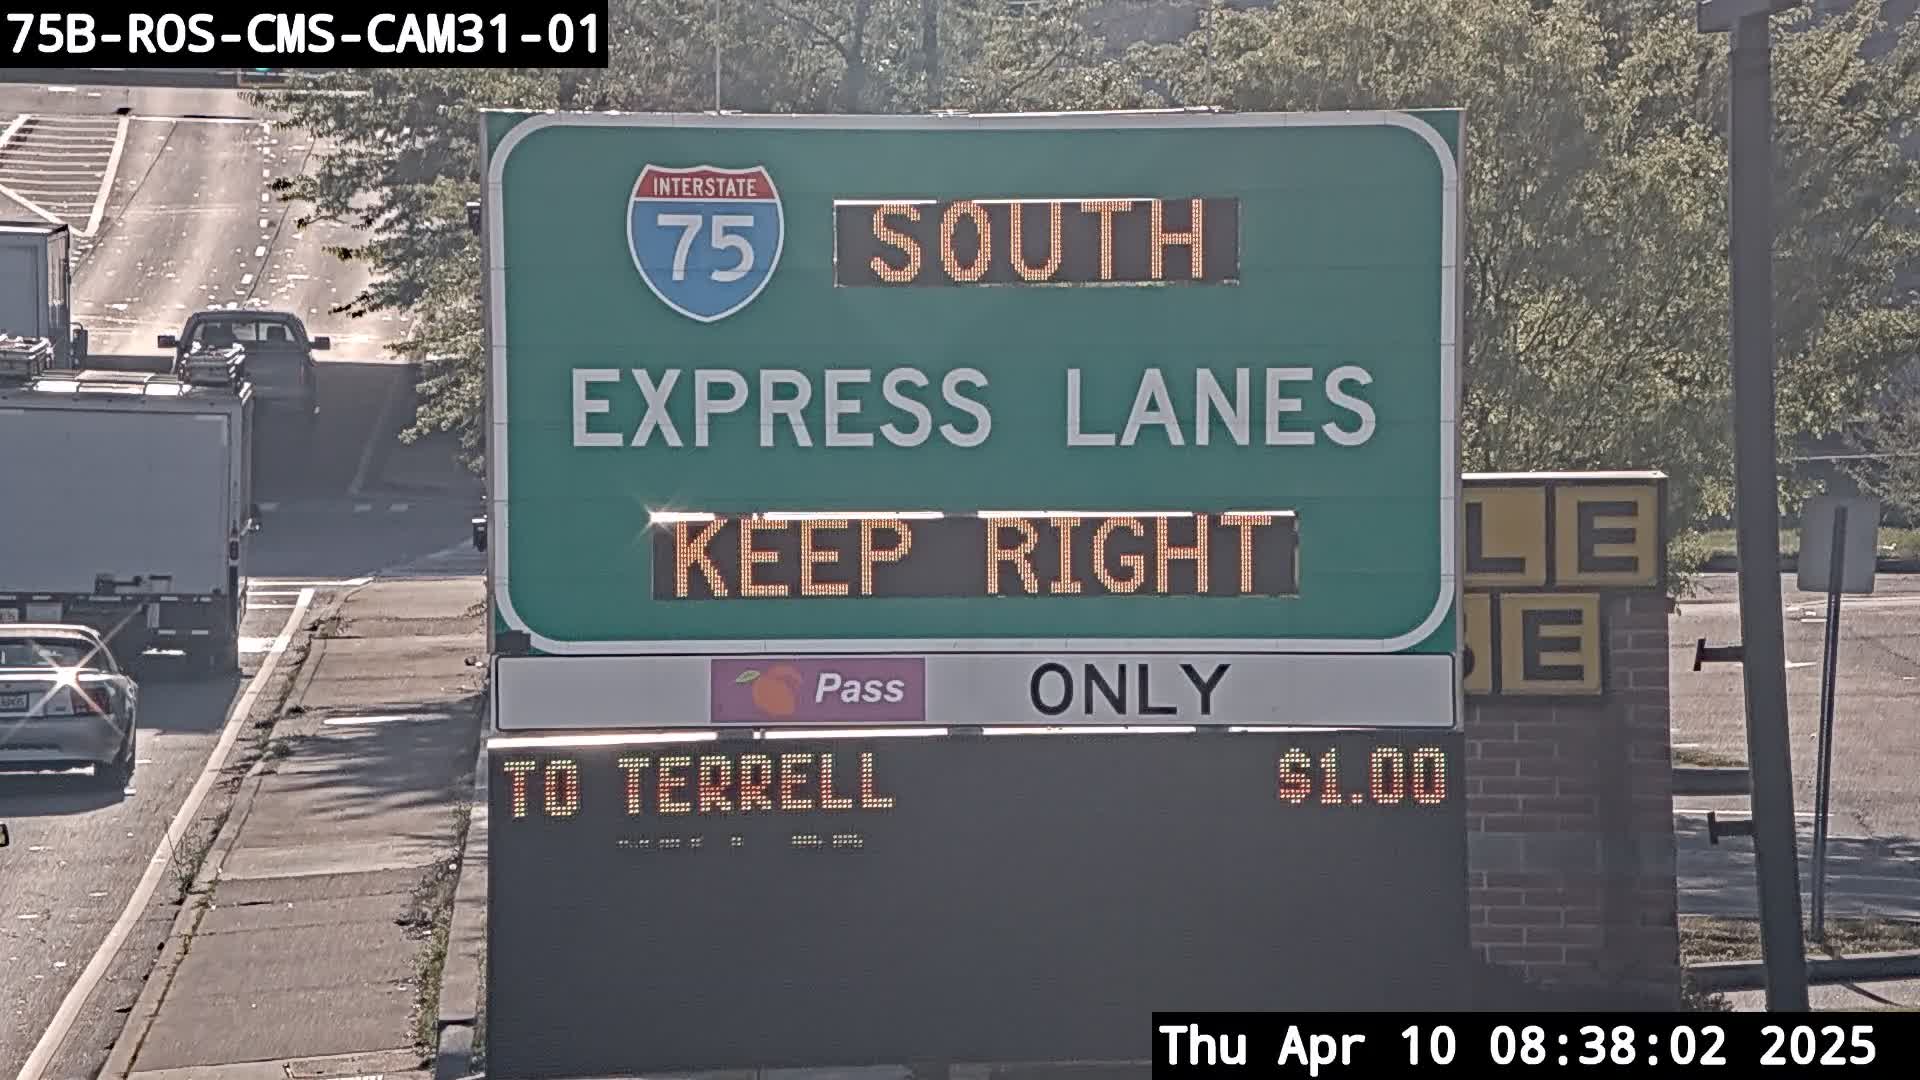 75B-ROS-CMS-CAM31-01
INTERSTATE
75
SOUTH
EXPRESS LANES
KEEP RIGHT
LE
E
Pass ONLY
TO TERRELL $1.00
Thu Apr 10 08:38:02 2025